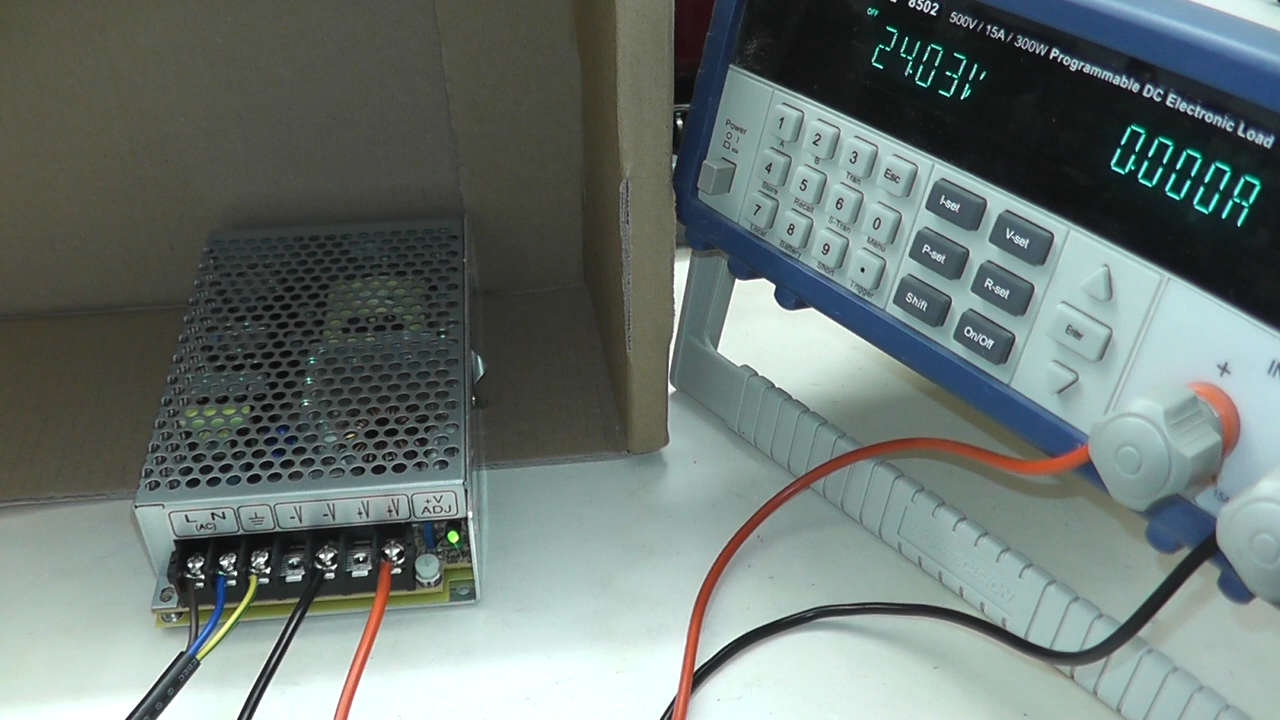 8502 500V / 15A / 300W Programmable DC Electronic Load
OFF
24.03V
0.000A
Power
O I
1 2 3 Esc
A B Tran
4 5 6 0
Store Recall S-Tran Menu
7 8 9 .
Local Battery Short Trigger
I-set V-set
P-set R-set
Shift On/Off
Enter
+
L N -V -V +V +V +V
(AC) ADJ